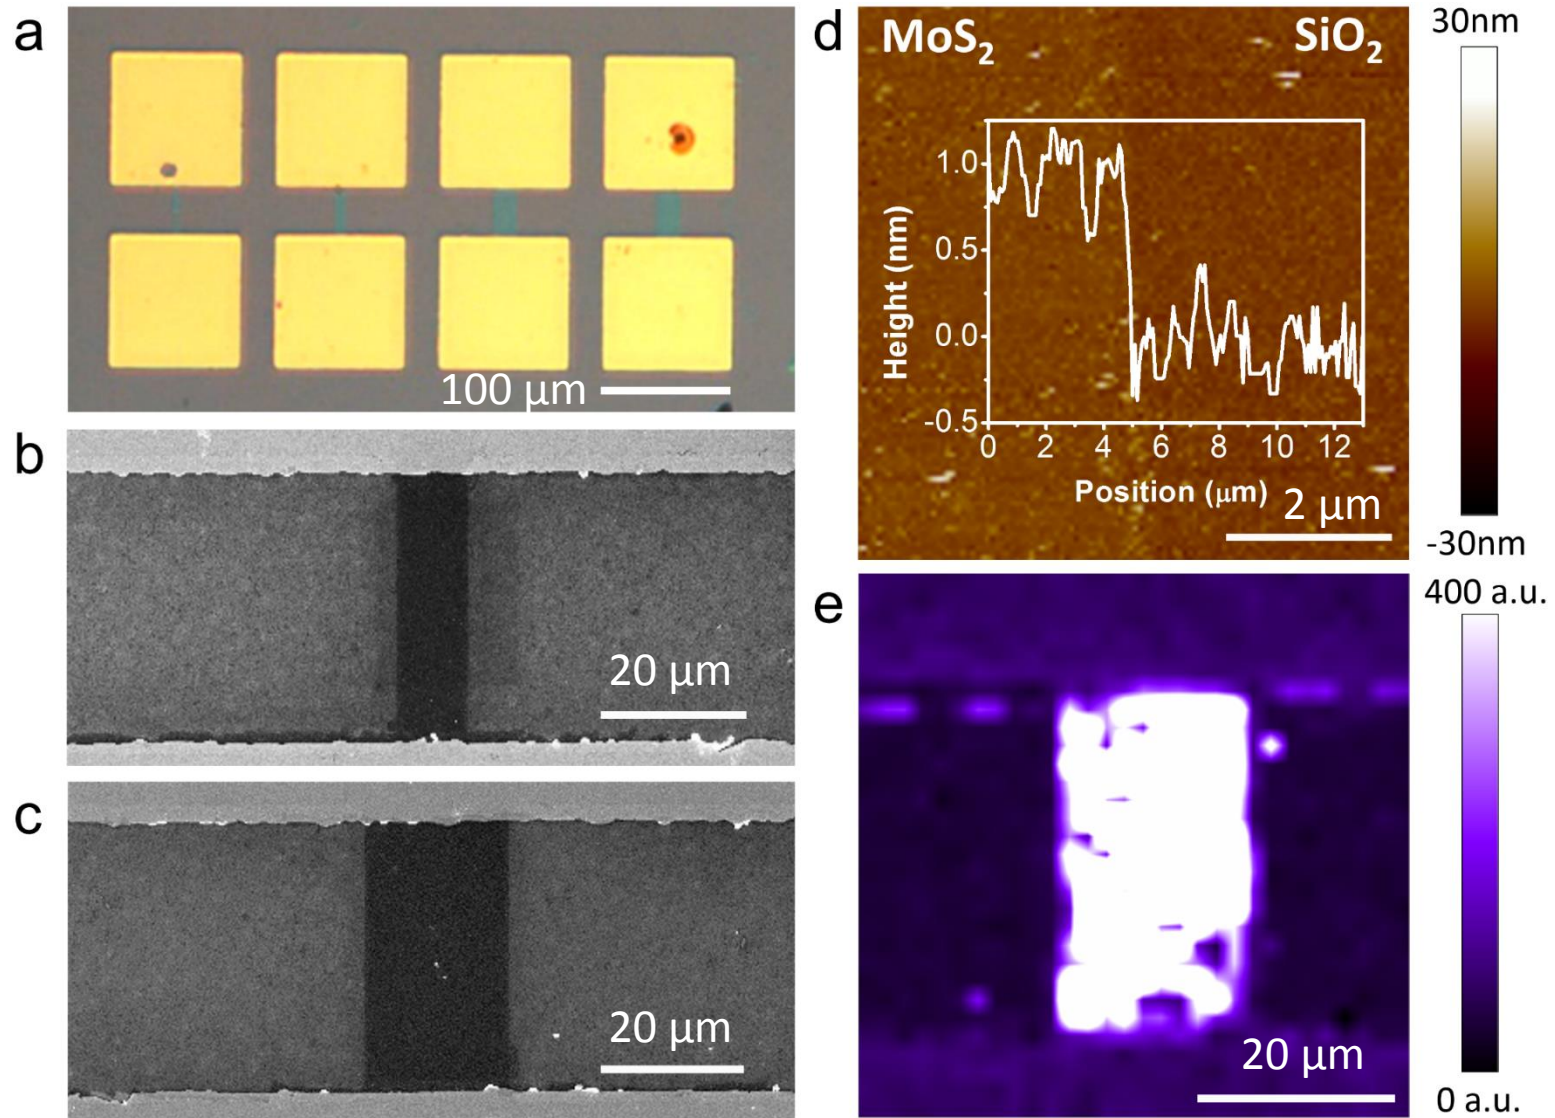 a
100 μm
b
20 μm
c
20 μm
d
MoS₂ SiO₂
30nm
1.0
0.5
0.0
-0.5
Height (nm)
0 2 4 6 8 10 12
Position (μm)
2 μm
-30nm
e
400 a.u.
20 μm
0 a.u.